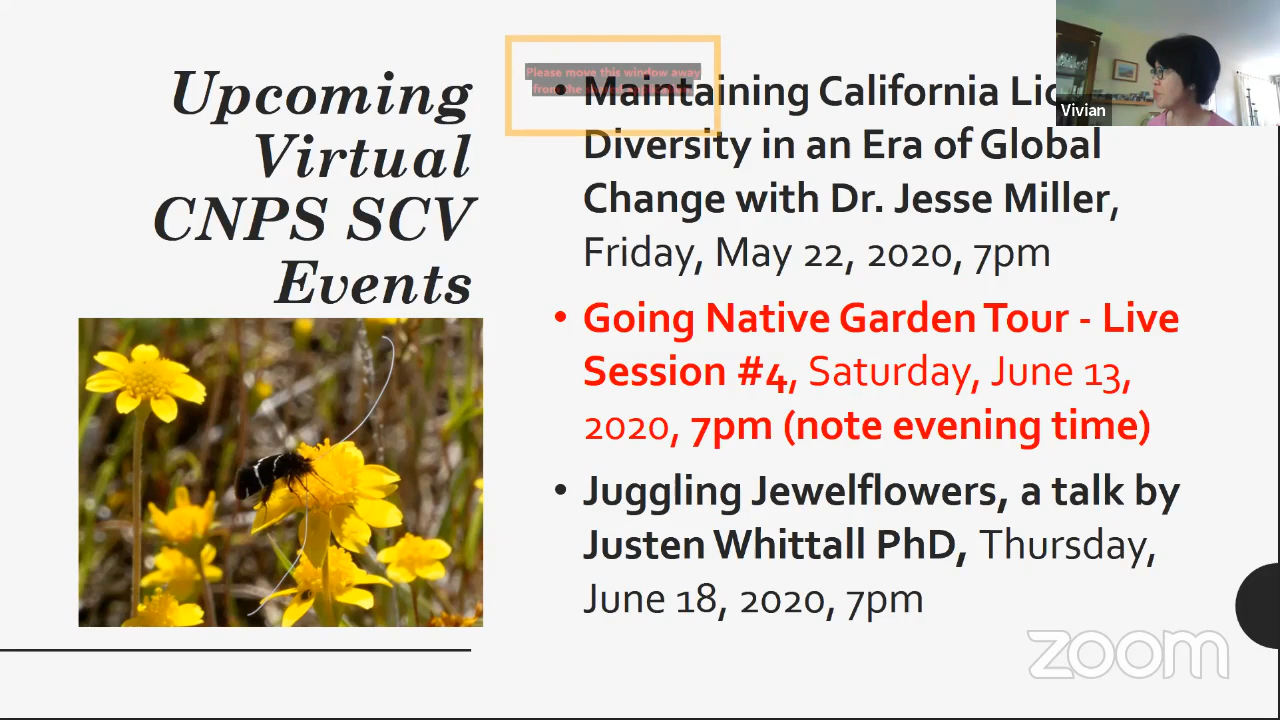 Upcoming
Virtual
CNPS SCV
Events
Please move this window away
from the
• Maintaining California
Diversity in an Era of Global
Change with Dr. Jesse Miller,
Friday, May 22, 2020, 7pm
• Going Native Garden Tour - Live
Session #4, Saturday, June 13,
2020, 7pm (note evening time)
• Juggling Jewelflowers, a talk by
Justen Whittall PhD, Thursday,
June 18, 2020, 7pm
Vivian
zoom